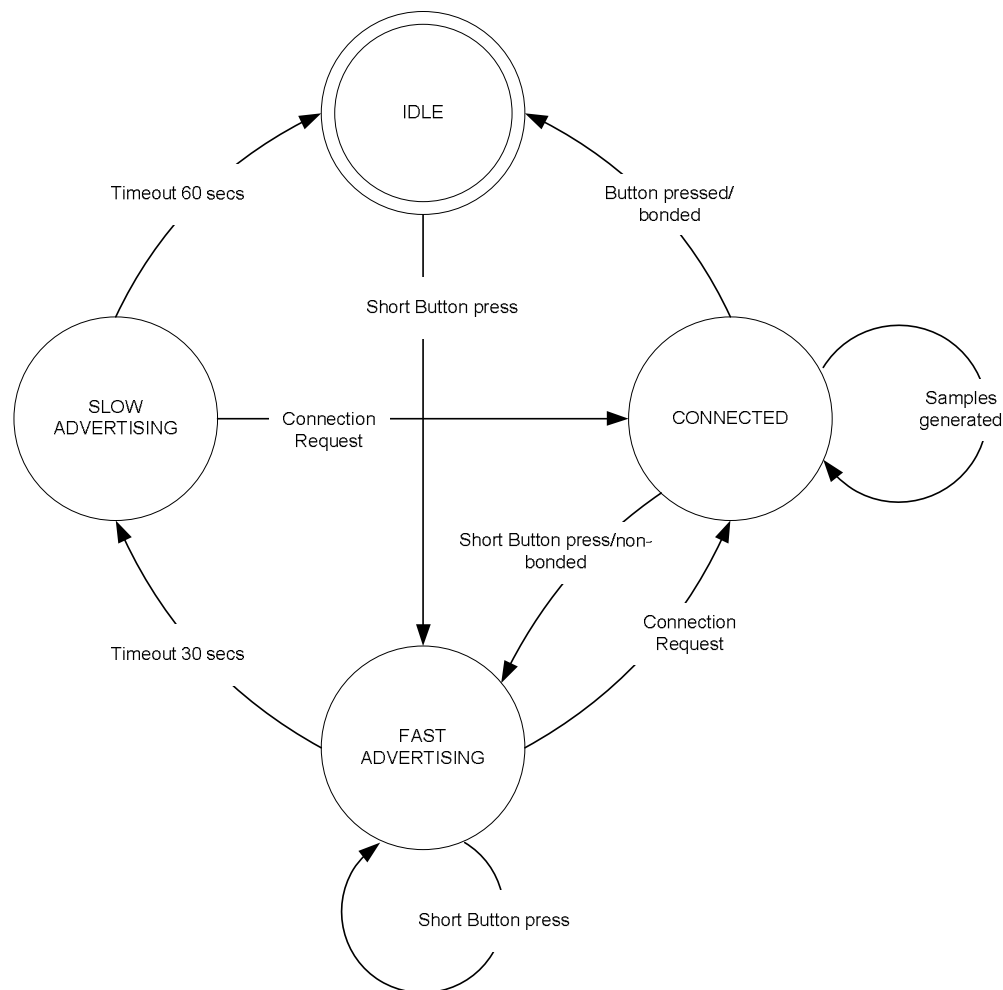 IDLE
Timeout 60 secs
Button pressed/
bonded
Short Button press
SLOW
ADVERTISING
Connection
Request
CONNECTED
Samples
generated
Short Button press/non-
bonded
Connection
Request
Timeout 30 secs
FAST
ADVERTISING
Short Button press